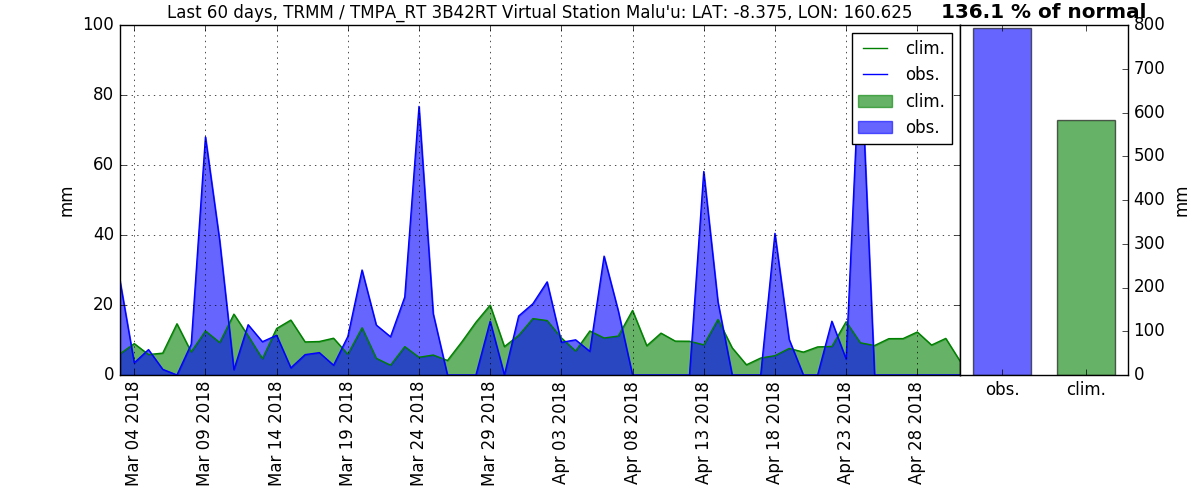 Last 60 days, TRMM / TMPA_RT 3B42RT Virtual Station Malu'u: LAT: -8.375, LON: 160.625
136.1 % of normal
100
80
60
40
20
0
mm
clim.
obs.
clim.
obs.
Mar 04 2018
Mar 09 2018
Mar 14 2018
Mar 19 2018
Mar 24 2018
Mar 29 2018
Apr 03 2018
Apr 08 2018
Apr 13 2018
Apr 18 2018
Apr 23 2018
Apr 28 2018
800
700
600
500
400
300
200
100
0
mm
obs.
clim.